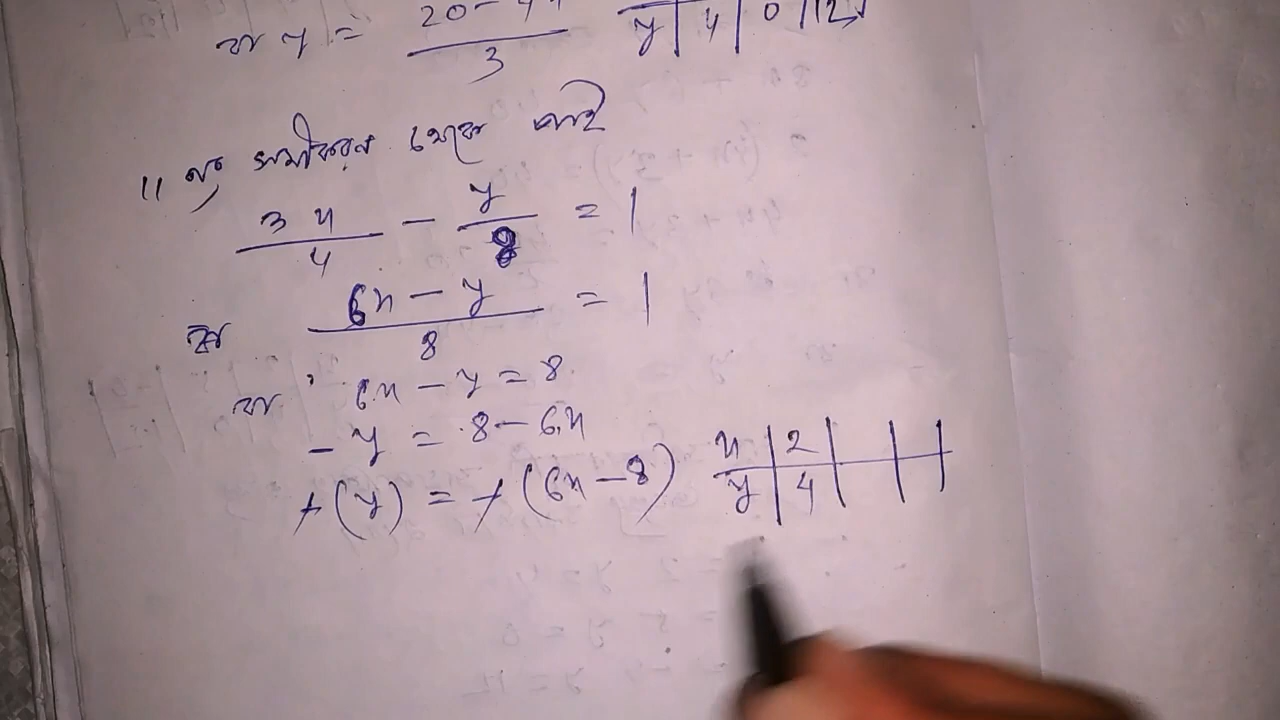 বা y = 20 - 4x / 3
y | 4 | 0 | 12
11 নং সমীকরন থেকে পাই
3x / 4 - y / 8 = 1
বা 6x - y / 8 = 1
বা 6x - y = 8
- y = 8 - 6x
-(y) = -(6x - 8)
x | 2 | | |
y | 4 | | |